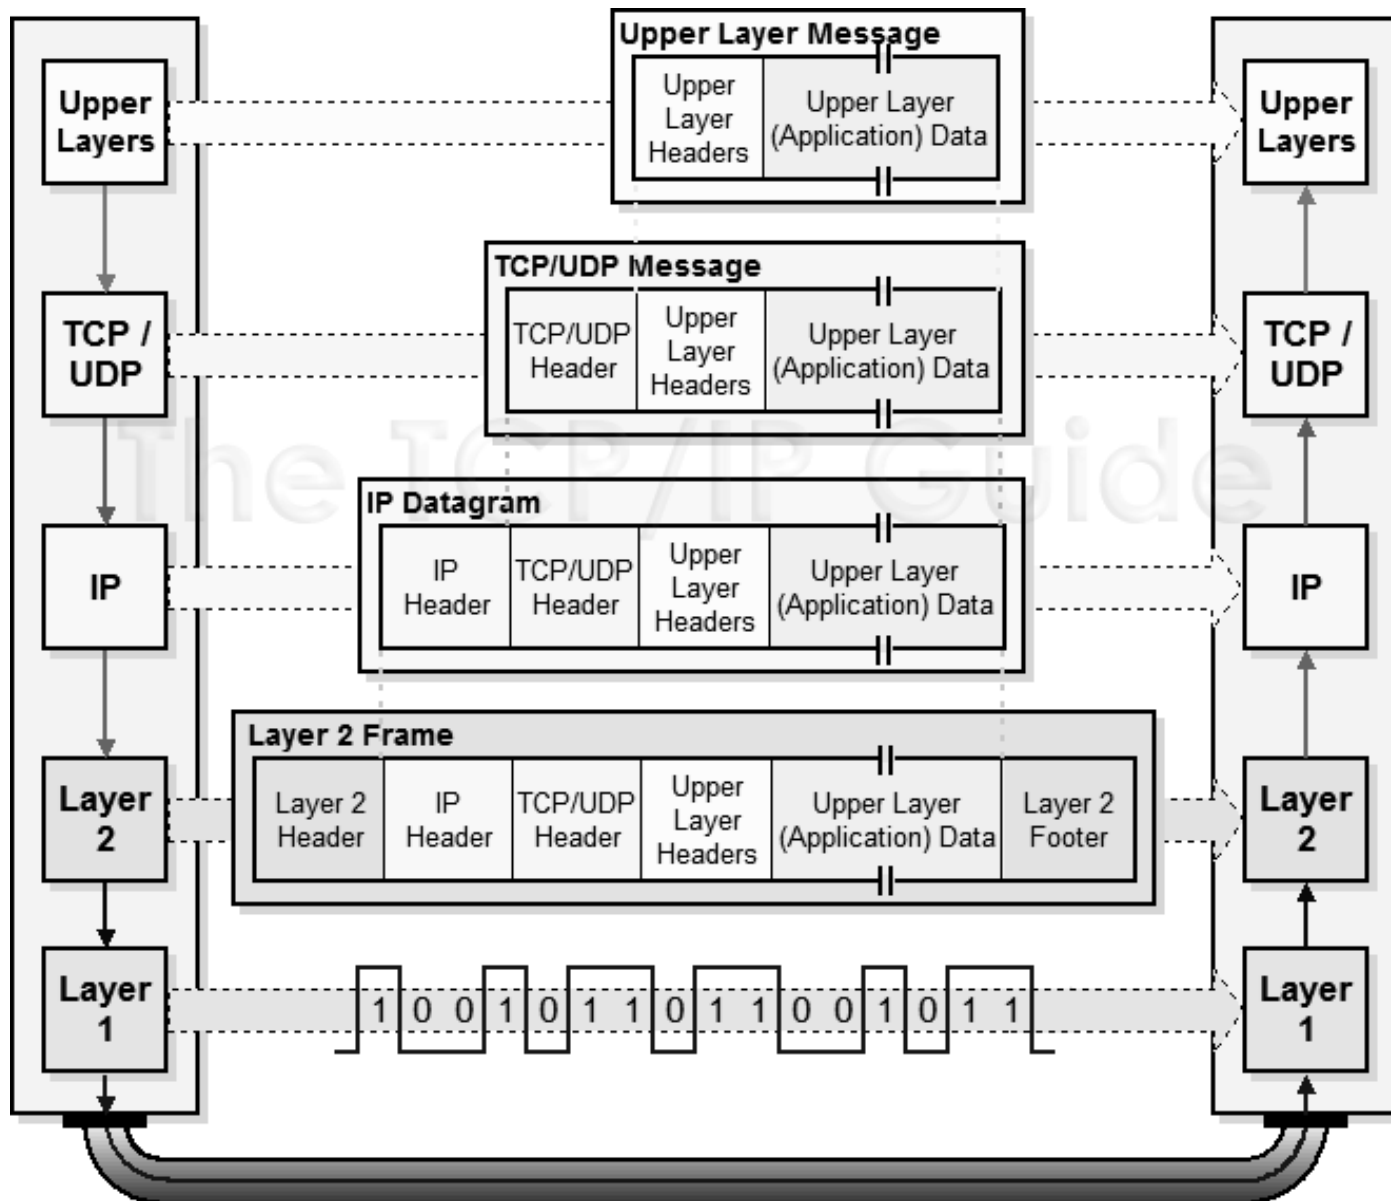 Upper Layer Message
Upper
Layers
Upper
Layer
Headers
Upper Layer
(Application) Data
Upper
Layers
TCP/UDP Message
TCP /
UDP
TCP/UDP
Header
Upper
Layer
Headers
Upper Layer
(Application) Data
TCP /
UDP
The TCP/IP Guide
IP Datagram
IP
IP
Header
TCP/UDP
Header
Upper
Layer
Headers
Upper Layer
(Application) Data
IP
Layer 2 Frame
Layer
2
Layer 2
Header
IP
Header
TCP/UDP
Header
Upper
Layer
Headers
Upper Layer
(Application) Data
Layer 2
Footer
Layer
2
Layer
1
1 0 0 1 0 1 1 0 1 1 0 0 1 0 1 1
Layer
1